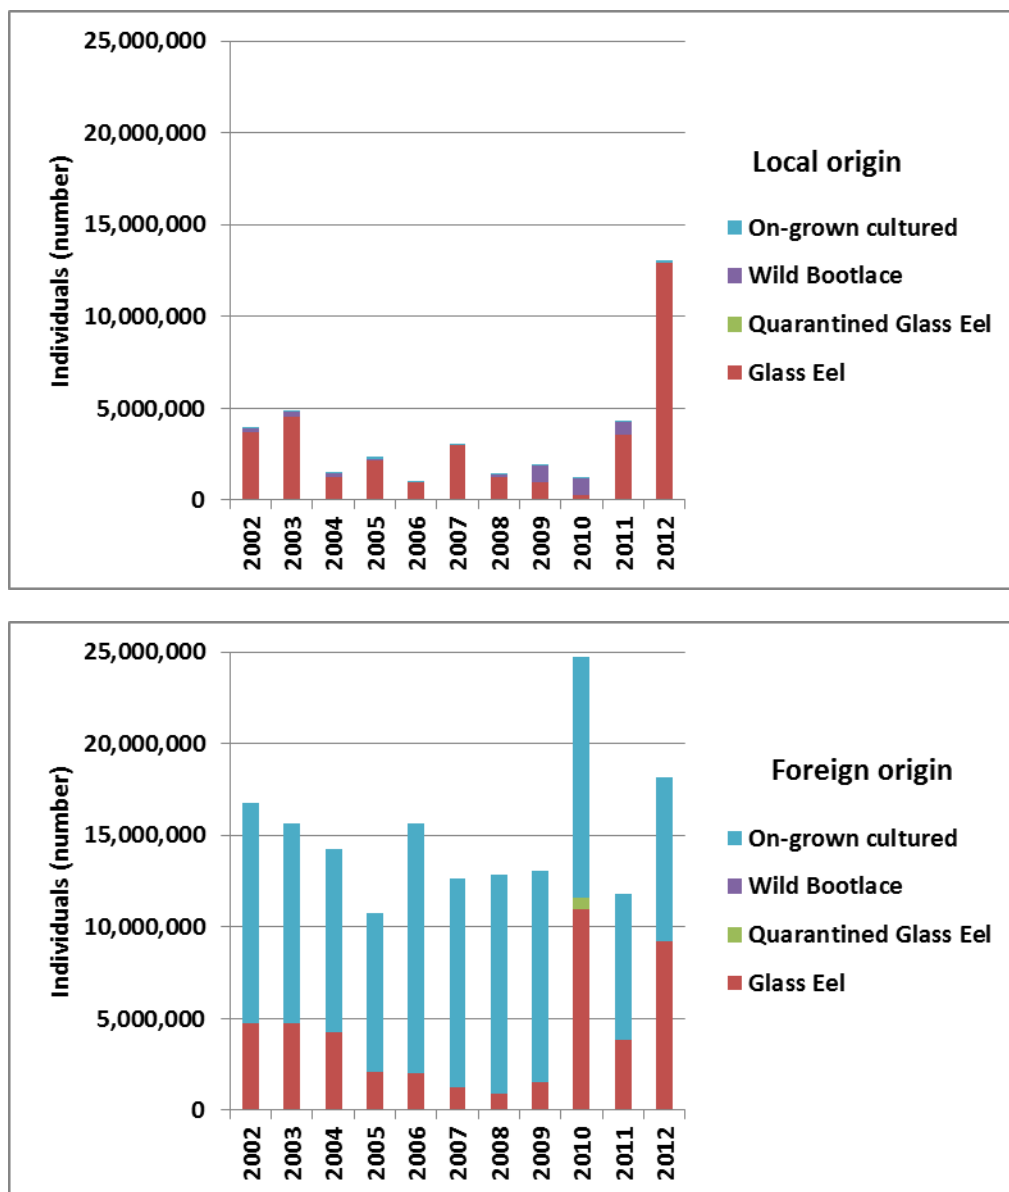 25,000,000
20,000,000
15,000,000
10,000,000
5,000,000
0
Individuals (number)
2002 2003 2004 2005 2006 2007 2008 2009 2010 2011 2012
Local origin
On-grown cultured
Wild Bootlace
Quarantined Glass Eel
Glass Eel
25,000,000
20,000,000
15,000,000
10,000,000
5,000,000
0
Individuals (number)
2002 2003 2004 2005 2006 2007 2008 2009 2010 2011 2012
Foreign origin
On-grown cultured
Wild Bootlace
Quarantined Glass Eel
Glass Eel